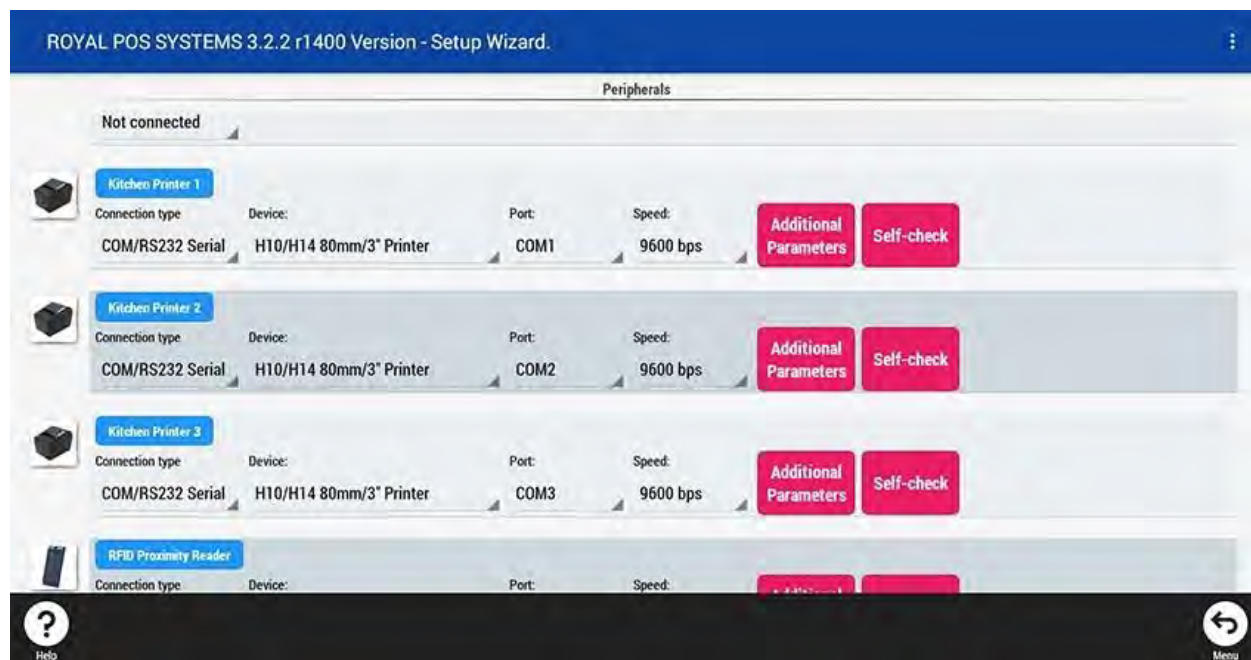 ROYAL POS SYSTEMS 3.2.2 r1400 Version - Setup Wizard.
Peripherals
Not connected
Kitchen Printer 1
Connection type Device: Port: Speed:
COM/RS232 Serial H10/H14 80mm/3" Printer COM1 9600 bps
Additional Parameters Self-check
Kitchen Printer 2
Connection type Device: Port: Speed:
COM/RS232 Serial H10/H14 80mm/3" Printer COM2 9600 bps
Additional Parameters Self-check
Kitchen Printer 3
Connection type Device: Port: Speed:
COM/RS232 Serial H10/H14 80mm/3" Printer COM3 9600 bps
Additional Parameters Self-check
RFID Proximity Reader
Connection type Device: Port: Speed:
?
Help Menu